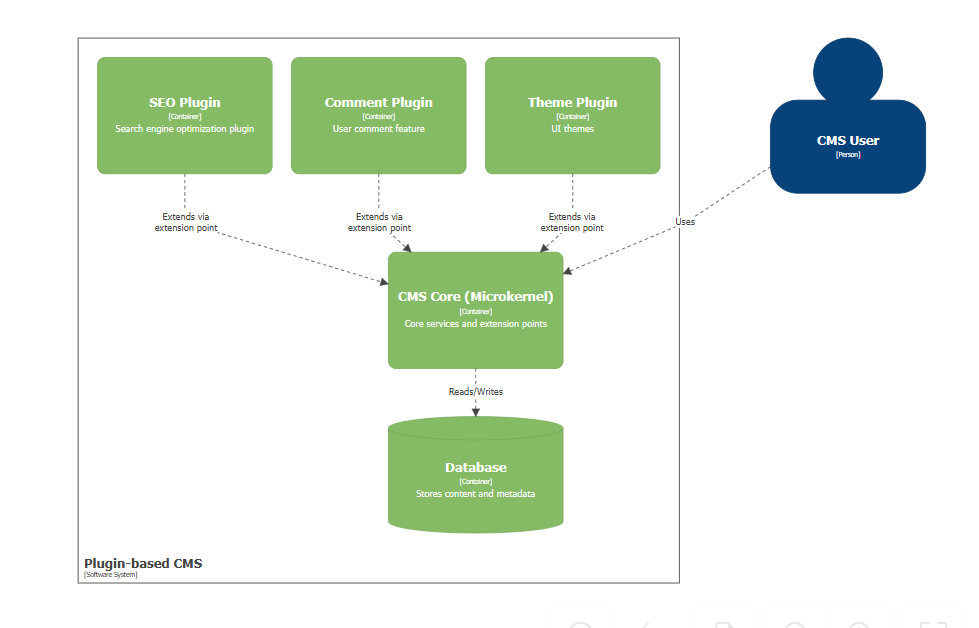 SEO Plugin
[Container]
Search engine optimization plugin
Comment Plugin
[Container]
User comment feature
Theme Plugin
[Container]
UI themes
CMS User
[Person]
Extends via
extension point
Extends via
extension point
Extends via
extension point
Uses
CMS Core (Microkernel)
[Container]
Core services and extension points
Reads/Writes
Database
[Container]
Stores content and metadata
Plugin-based CMS
[Software System]